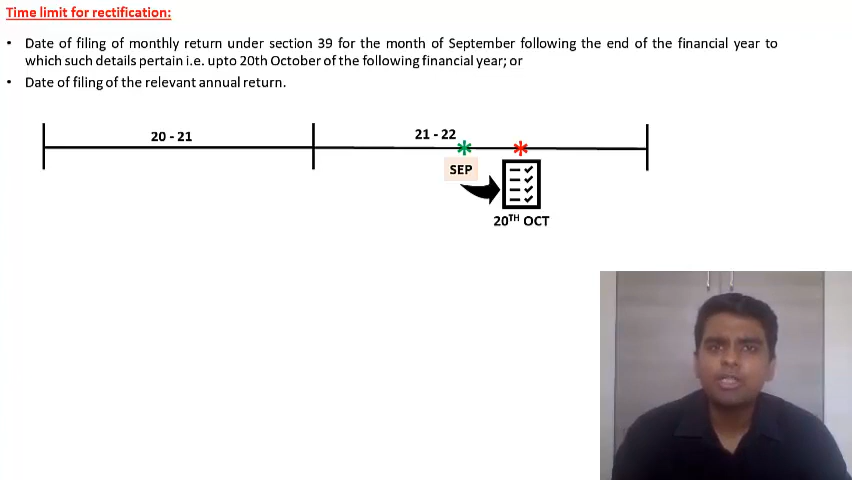 Time limit for rectification:
• Date of filing of monthly return under section 39 for the month of September following the end of the financial year to
which such details pertain i.e. upto 20th October of the following financial year; or
• Date of filing of the relevant annual return.
20 - 21
21 - 22
SEP
20TH OCT